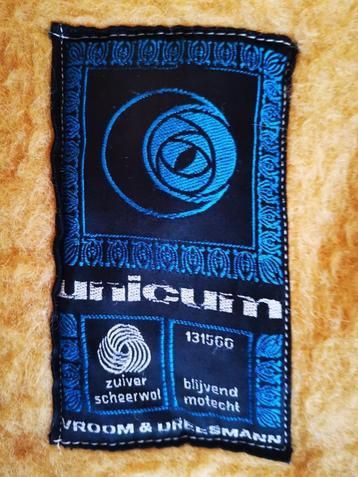 unicum
zuiver
scheerwol
131566
blijvend
motecht
VROOM & DREESMANN